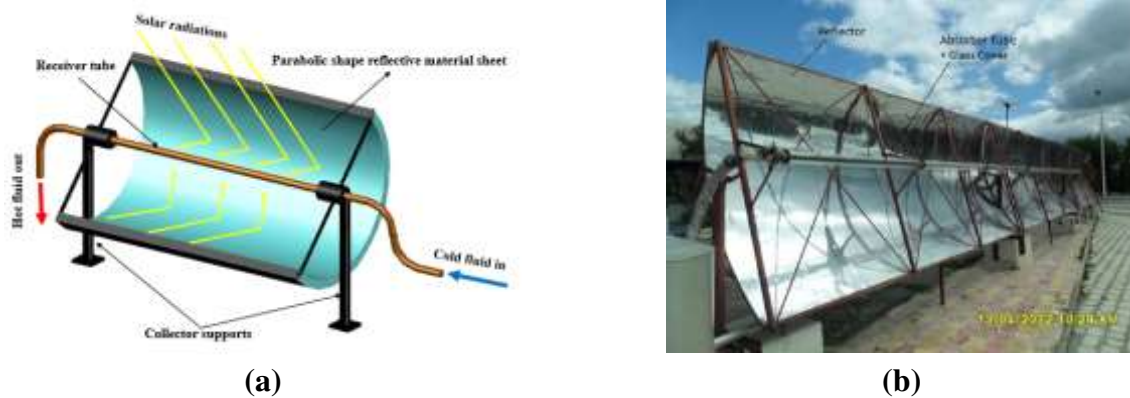 Solar radiations
Receiver tube
Parabolic shape reflective material sheet
Hot fluid out
Cold fluid in
Collector supports
(a)
Reflector
Absorber Tube
+ Glass Cover
(b)